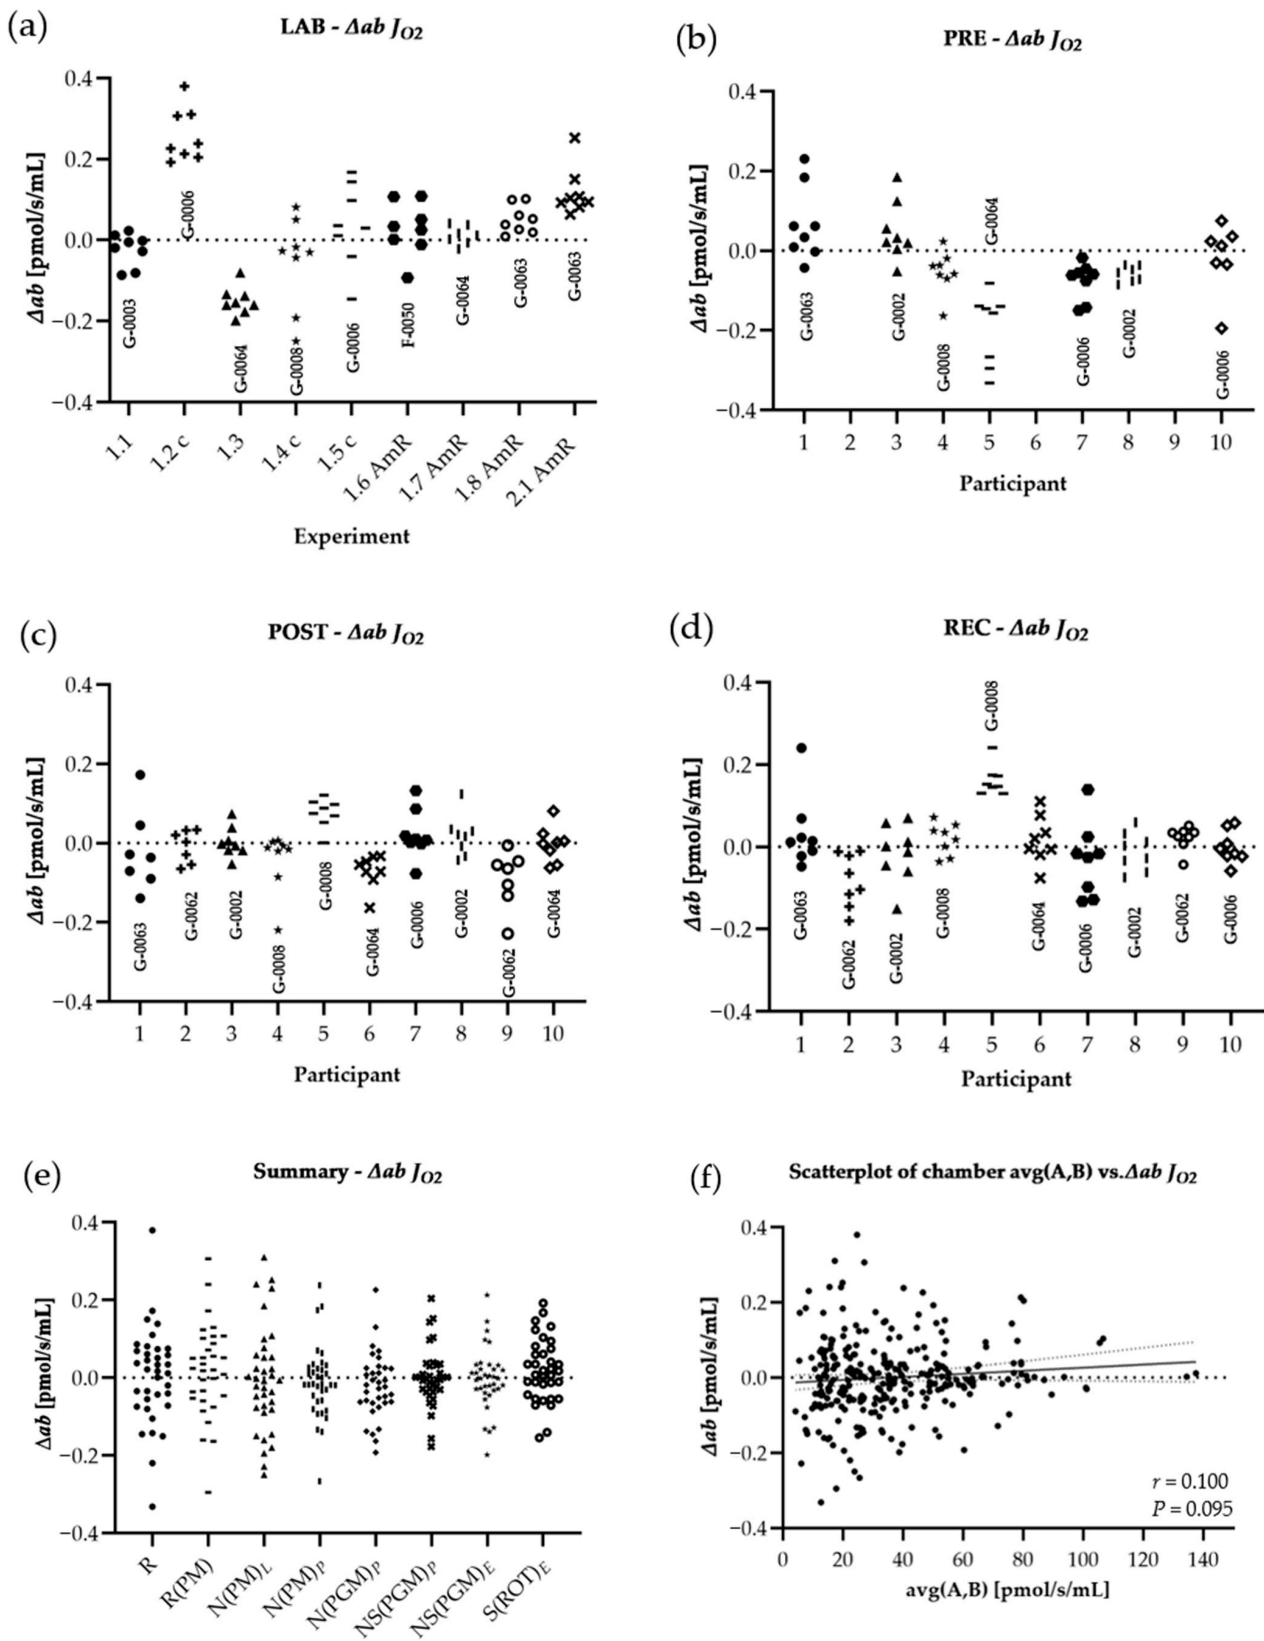 (a)
LAB - Δab JO2
0.4
0.2
0.0
−0.2
−0.4
Δab [pmol/s/mL]
G-0003
G-0006
G-0064
G-0008
G-0006
F-0050
G-0064
G-0063
G-0063
1.1
1.2 c
1.3
1.4 c
1.5 c
1.6 AmR
1.7 AmR
1.8 AmR
2.1 AmR
Experiment
(b)
PRE - Δab JO2
0.4
0.2
0.0
−0.2
−0.4
Δab [pmol/s/mL]
G-0063
G-0002
G-0008
G-0064
G-0006
G-0002
G-0006
1 2 3 4 5 6 7 8 9 10
Participant
(c)
POST - Δab JO2
0.4
0.2
0.0
−0.2
−0.4
Δab [pmol/s/mL]
G-0063
G-0062
G-0002
G-0008
G-0008
G-0064
G-0006
G-0002
G-0062
G-0064
1 2 3 4 5 6 7 8 9 10
Participant
(d)
REC - Δab JO2
0.4
0.2
0.0
−0.2
−0.4
Δab [pmol/s/mL]
G-0063
G-0062
G-0002
G-0008
G-0008
G-0064
G-0006
G-0002
G-0062
G-0006
1 2 3 4 5 6 7 8 9 10
Participant
(e)
Summary - Δab JO2
0.4
0.2
0.0
−0.2
−0.4
Δab [pmol/s/mL]
R
R(PM)
N(PM)L
N(PM)P
N(PGM)P
NS(PGM)P
NS(PGM)E
S(ROT)E
(f)
Scatterplot of chamber avg(A,B) vs.Δab JO2
0.4
0.2
0.0
−0.2
−0.4
Δab [pmol/s/mL]
r = 0.100
P = 0.095
0 20 40 60 80 100 120 140
avg(A,B) [pmol/s/mL]